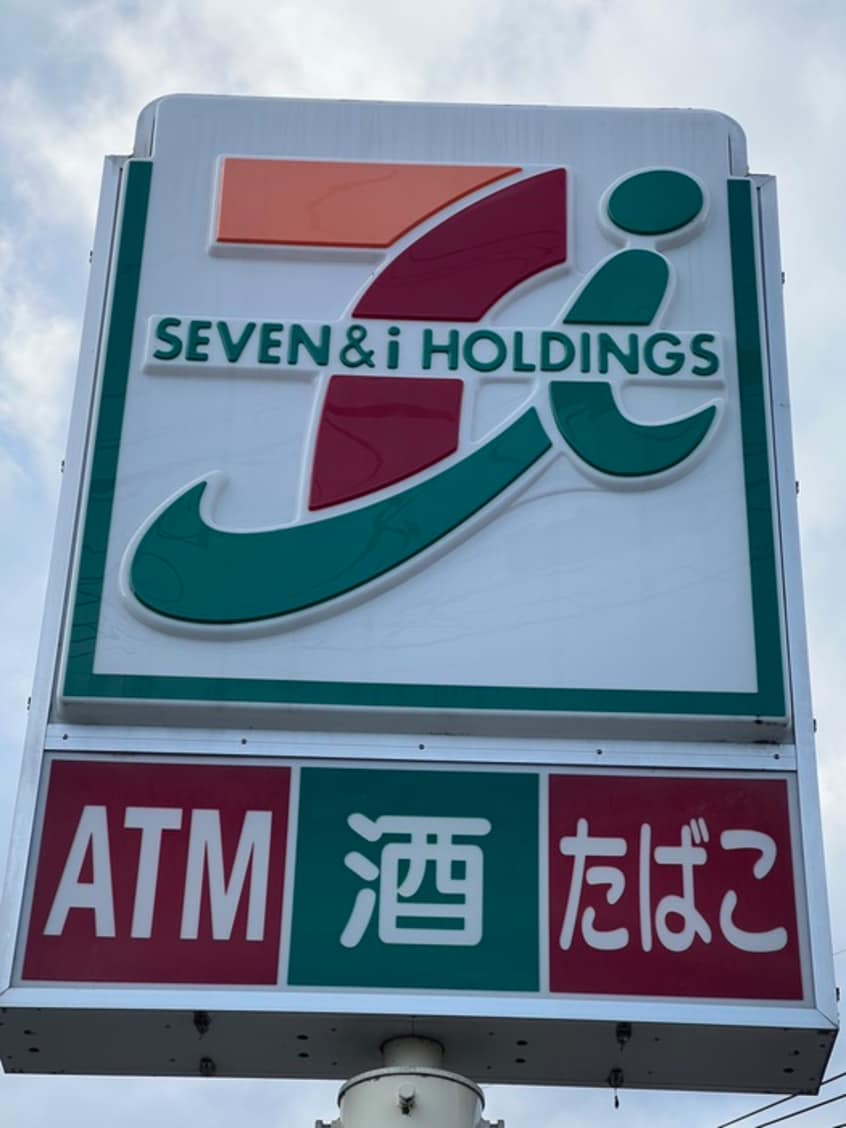 SEVEN&i HOLDINGS
ATM 酒 たばこ